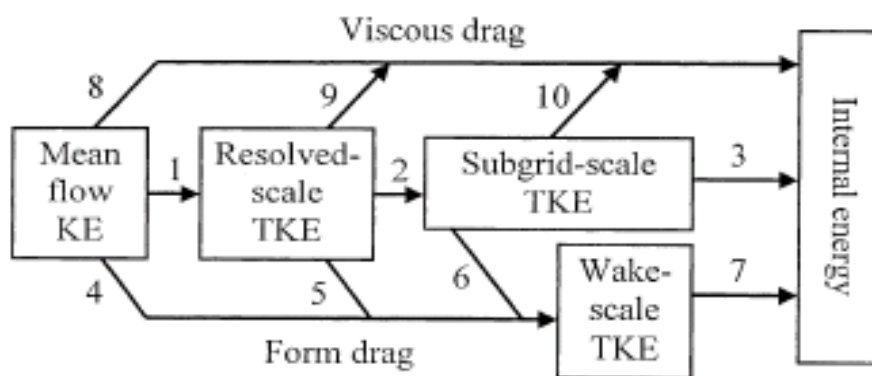 Viscous drag
8
9
10
Mean
flow
KE
1
Resolved-
scale
TKE
2
Subgrid-scale
TKE
3
Internal energy
4
5
6
Wake-
scale
TKE
7
Form drag